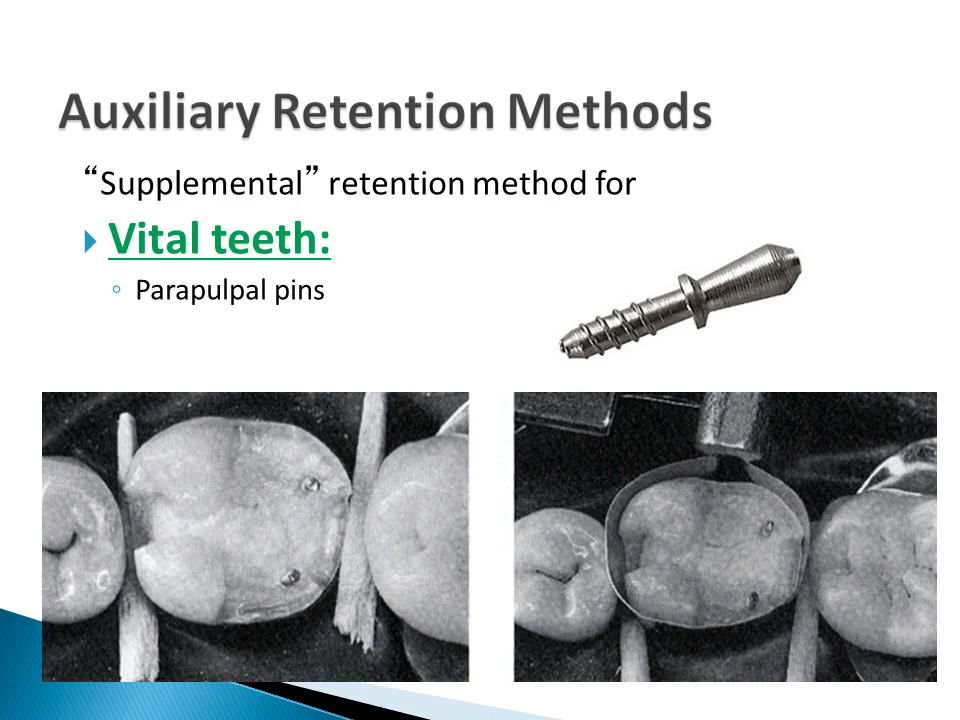 Auxiliary Retention Methods
“Supplemental” retention method for
Vital teeth:
Parapulpal pins